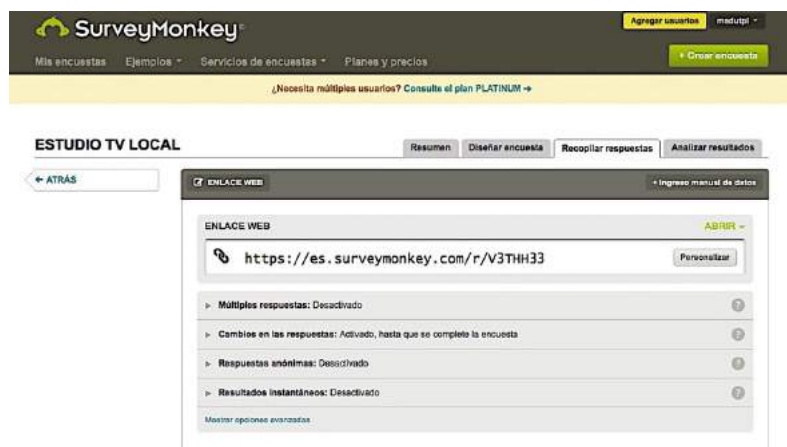 SurveyMonkey
Agregar usuarios
msdutpl
Mis encuestas Ejemplos Servicios de encuestas Planes y precios
+ Crear encuesta
¿Necesita múltiples usuarios? Consulte el plan PLATINUM →
ESTUDIO TV LOCAL
Resumen Diseñar encuesta Recopilar respuestas Analizar resultados
← ATRÁS
ENLACE WEB
+ Ingreso manual de datos
ENLACE WEB
ABRIR
https://es.surveymonkey.com/r/V3THH33
Personalizar
Múltiples respuestas: Desactivado
Cambios en las respuestas: Activado, hasta que se complete la encuesta
Respuestas anónimas: Desactivado
Resultados instantáneos: Desactivado
Mostrar opciones avanzadas